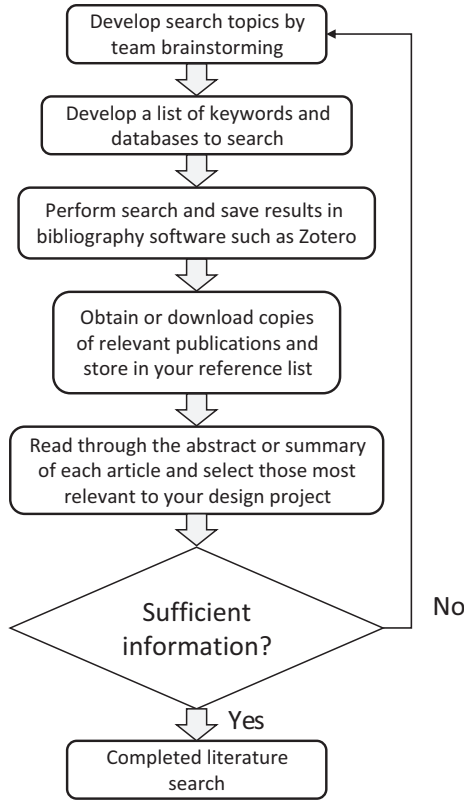 Develop search topics by
team brainstorming
Develop a list of keywords and
databases to search
Perform search and save results in
bibliography software such as Zotero
Obtain or download copies
of relevant publications and
store in your reference list
Read through the abstract or summary
of each article and select those most
relevant to your design project
Sufficient
information?
No
Yes
Completed literature
search